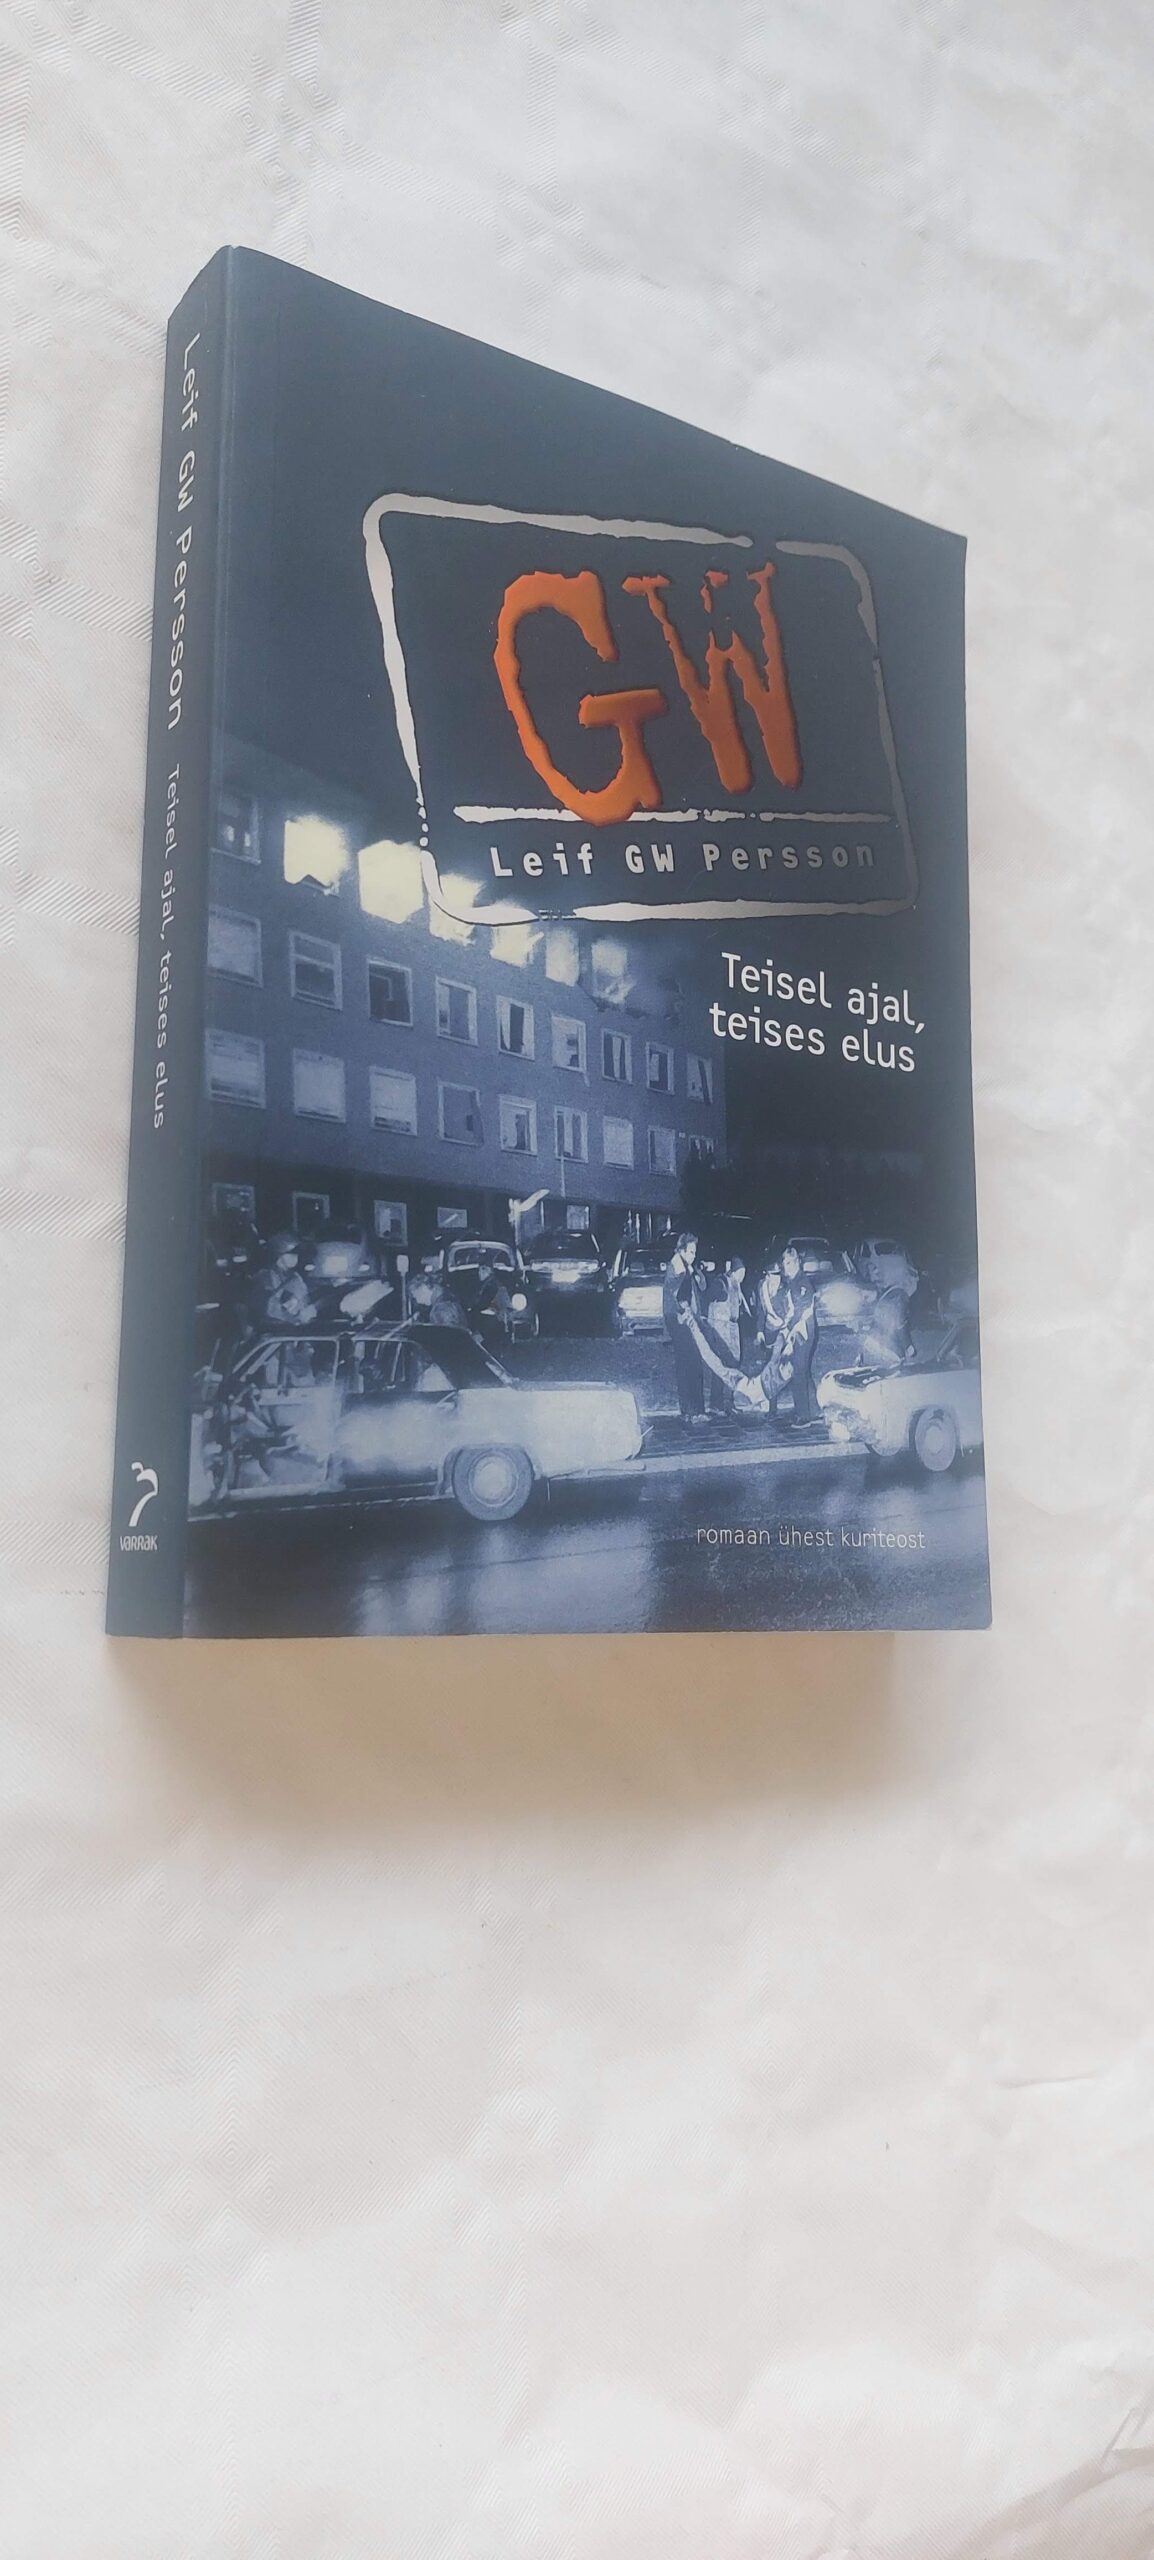 Leif GW Persson Teisel ajal, teises elus
VARRAK
GW
Leif GW Persson
Teisel ajal,
teises elus
romaan ühest kuriteost